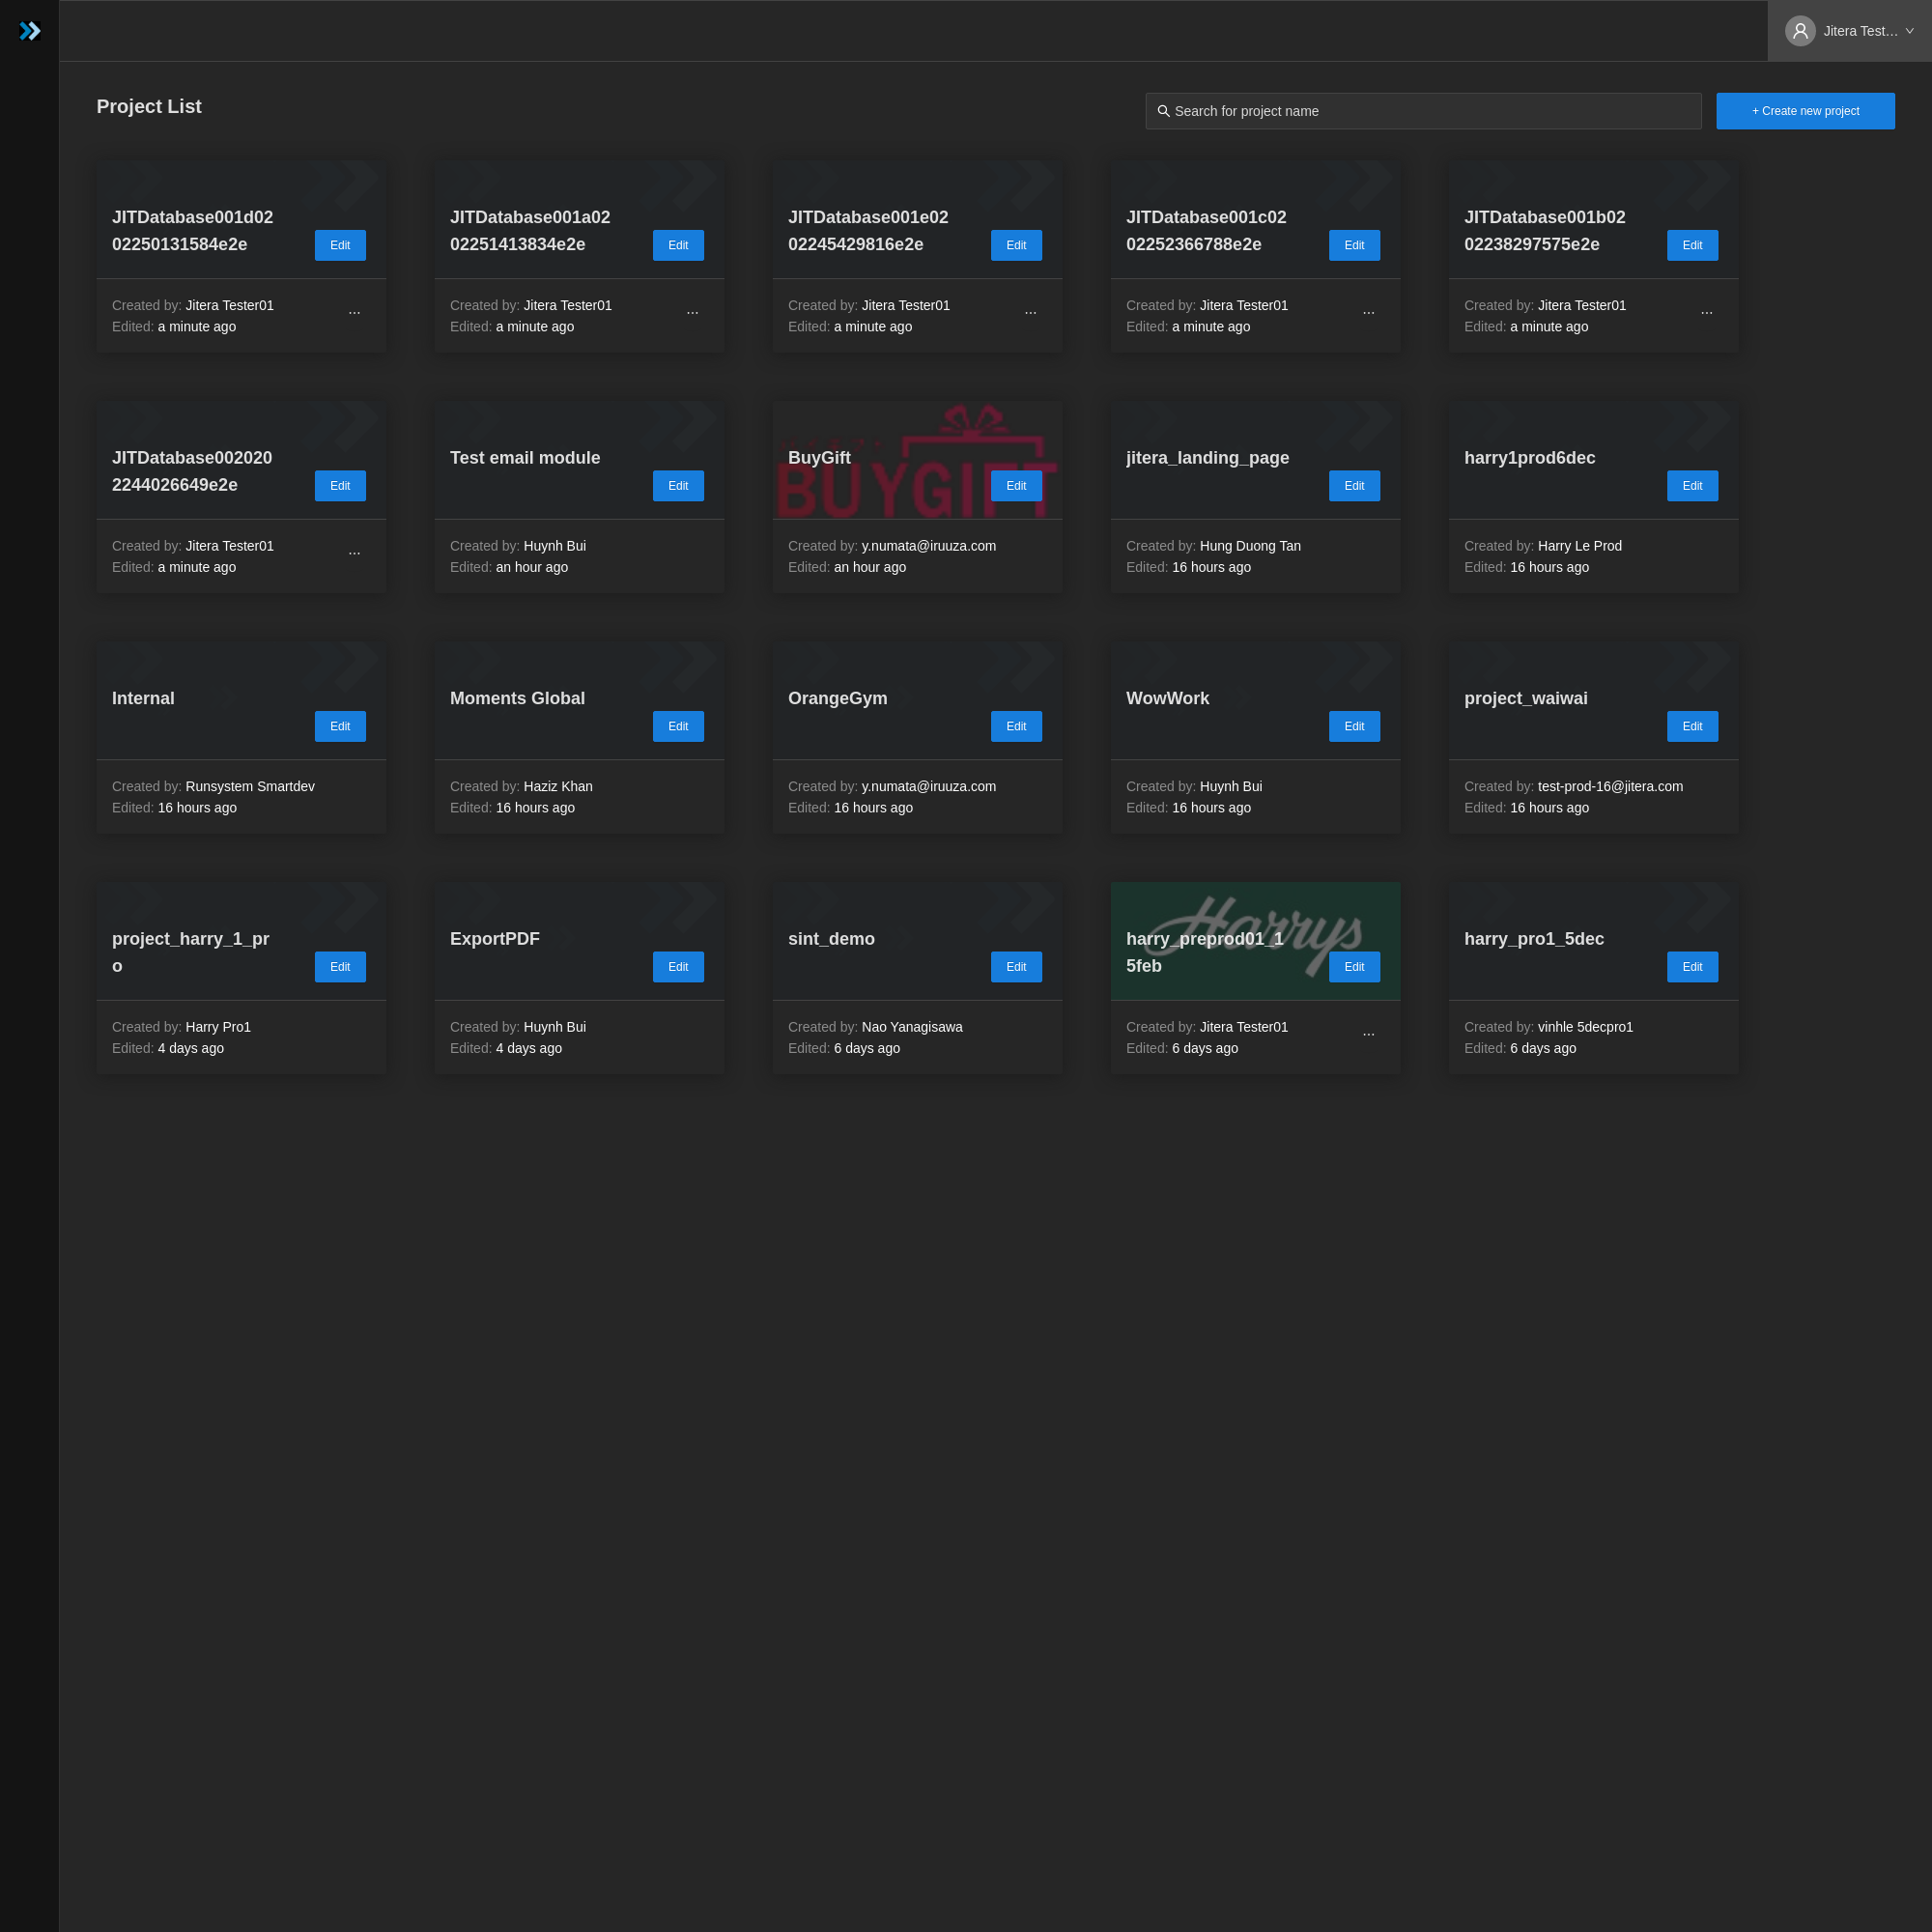 Jitera Test...
Project List
Search for project name
+ Create new project
JITDatabase001d02
02250131584e2e
Edit
Created by: Jitera Tester01
...
Edited: a minute ago
JITDatabase001a02
02251413834e2e
Edit
Created by: Jitera Tester01
...
Edited: a minute ago
JITDatabase001e02
02245429816e2e
Edit
Created by: Jitera Tester01
...
Edited: a minute ago
JITDatabase001c02
02252366788e2e
Edit
Created by: Jitera Tester01
...
Edited: a minute ago
JITDatabase001b02
02238297575e2e
Edit
Created by: Jitera Tester01
...
Edited: a minute ago
JITDatabase002020
2244026649e2e
Edit
Created by: Jitera Tester01
...
Edited: a minute ago
Test email module
Edit
Created by: Huynh Bui
Edited: an hour ago
BuyGift
BUYGIFT
Edit
Created by: y.numata@iruuza.com
Edited: an hour ago
jitera_landing_page
Edit
Created by: Hung Duong Tan
Edited: 16 hours ago
harry1prod6dec
Edit
Created by: Harry Le Prod
Edited: 16 hours ago
Internal
Edit
Created by: Runsystem Smartdev
Edited: 16 hours ago
Moments Global
Edit
Created by: Haziz Khan
Edited: 16 hours ago
OrangeGym
Edit
Created by: y.numata@iruuza.com
Edited: 16 hours ago
WowWork
Edit
Created by: Huynh Bui
Edited: 16 hours ago
project_waiwai
Edit
Created by: test-prod-16@jitera.com
Edited: 16 hours ago
project_harry_1_pr
o
Edit
Created by: Harry Pro1
Edited: 4 days ago
ExportPDF
Edit
Created by: Huynh Bui
Edited: 4 days ago
sint_demo
Edit
Created by: Nao Yanagisawa
Edited: 6 days ago
Harrys
harry_preprod01_1
5feb
Edit
Created by: Jitera Tester01
...
Edited: 6 days ago
harry_pro1_5dec
Edit
Created by: vinhle 5decpro1
Edited: 6 days ago